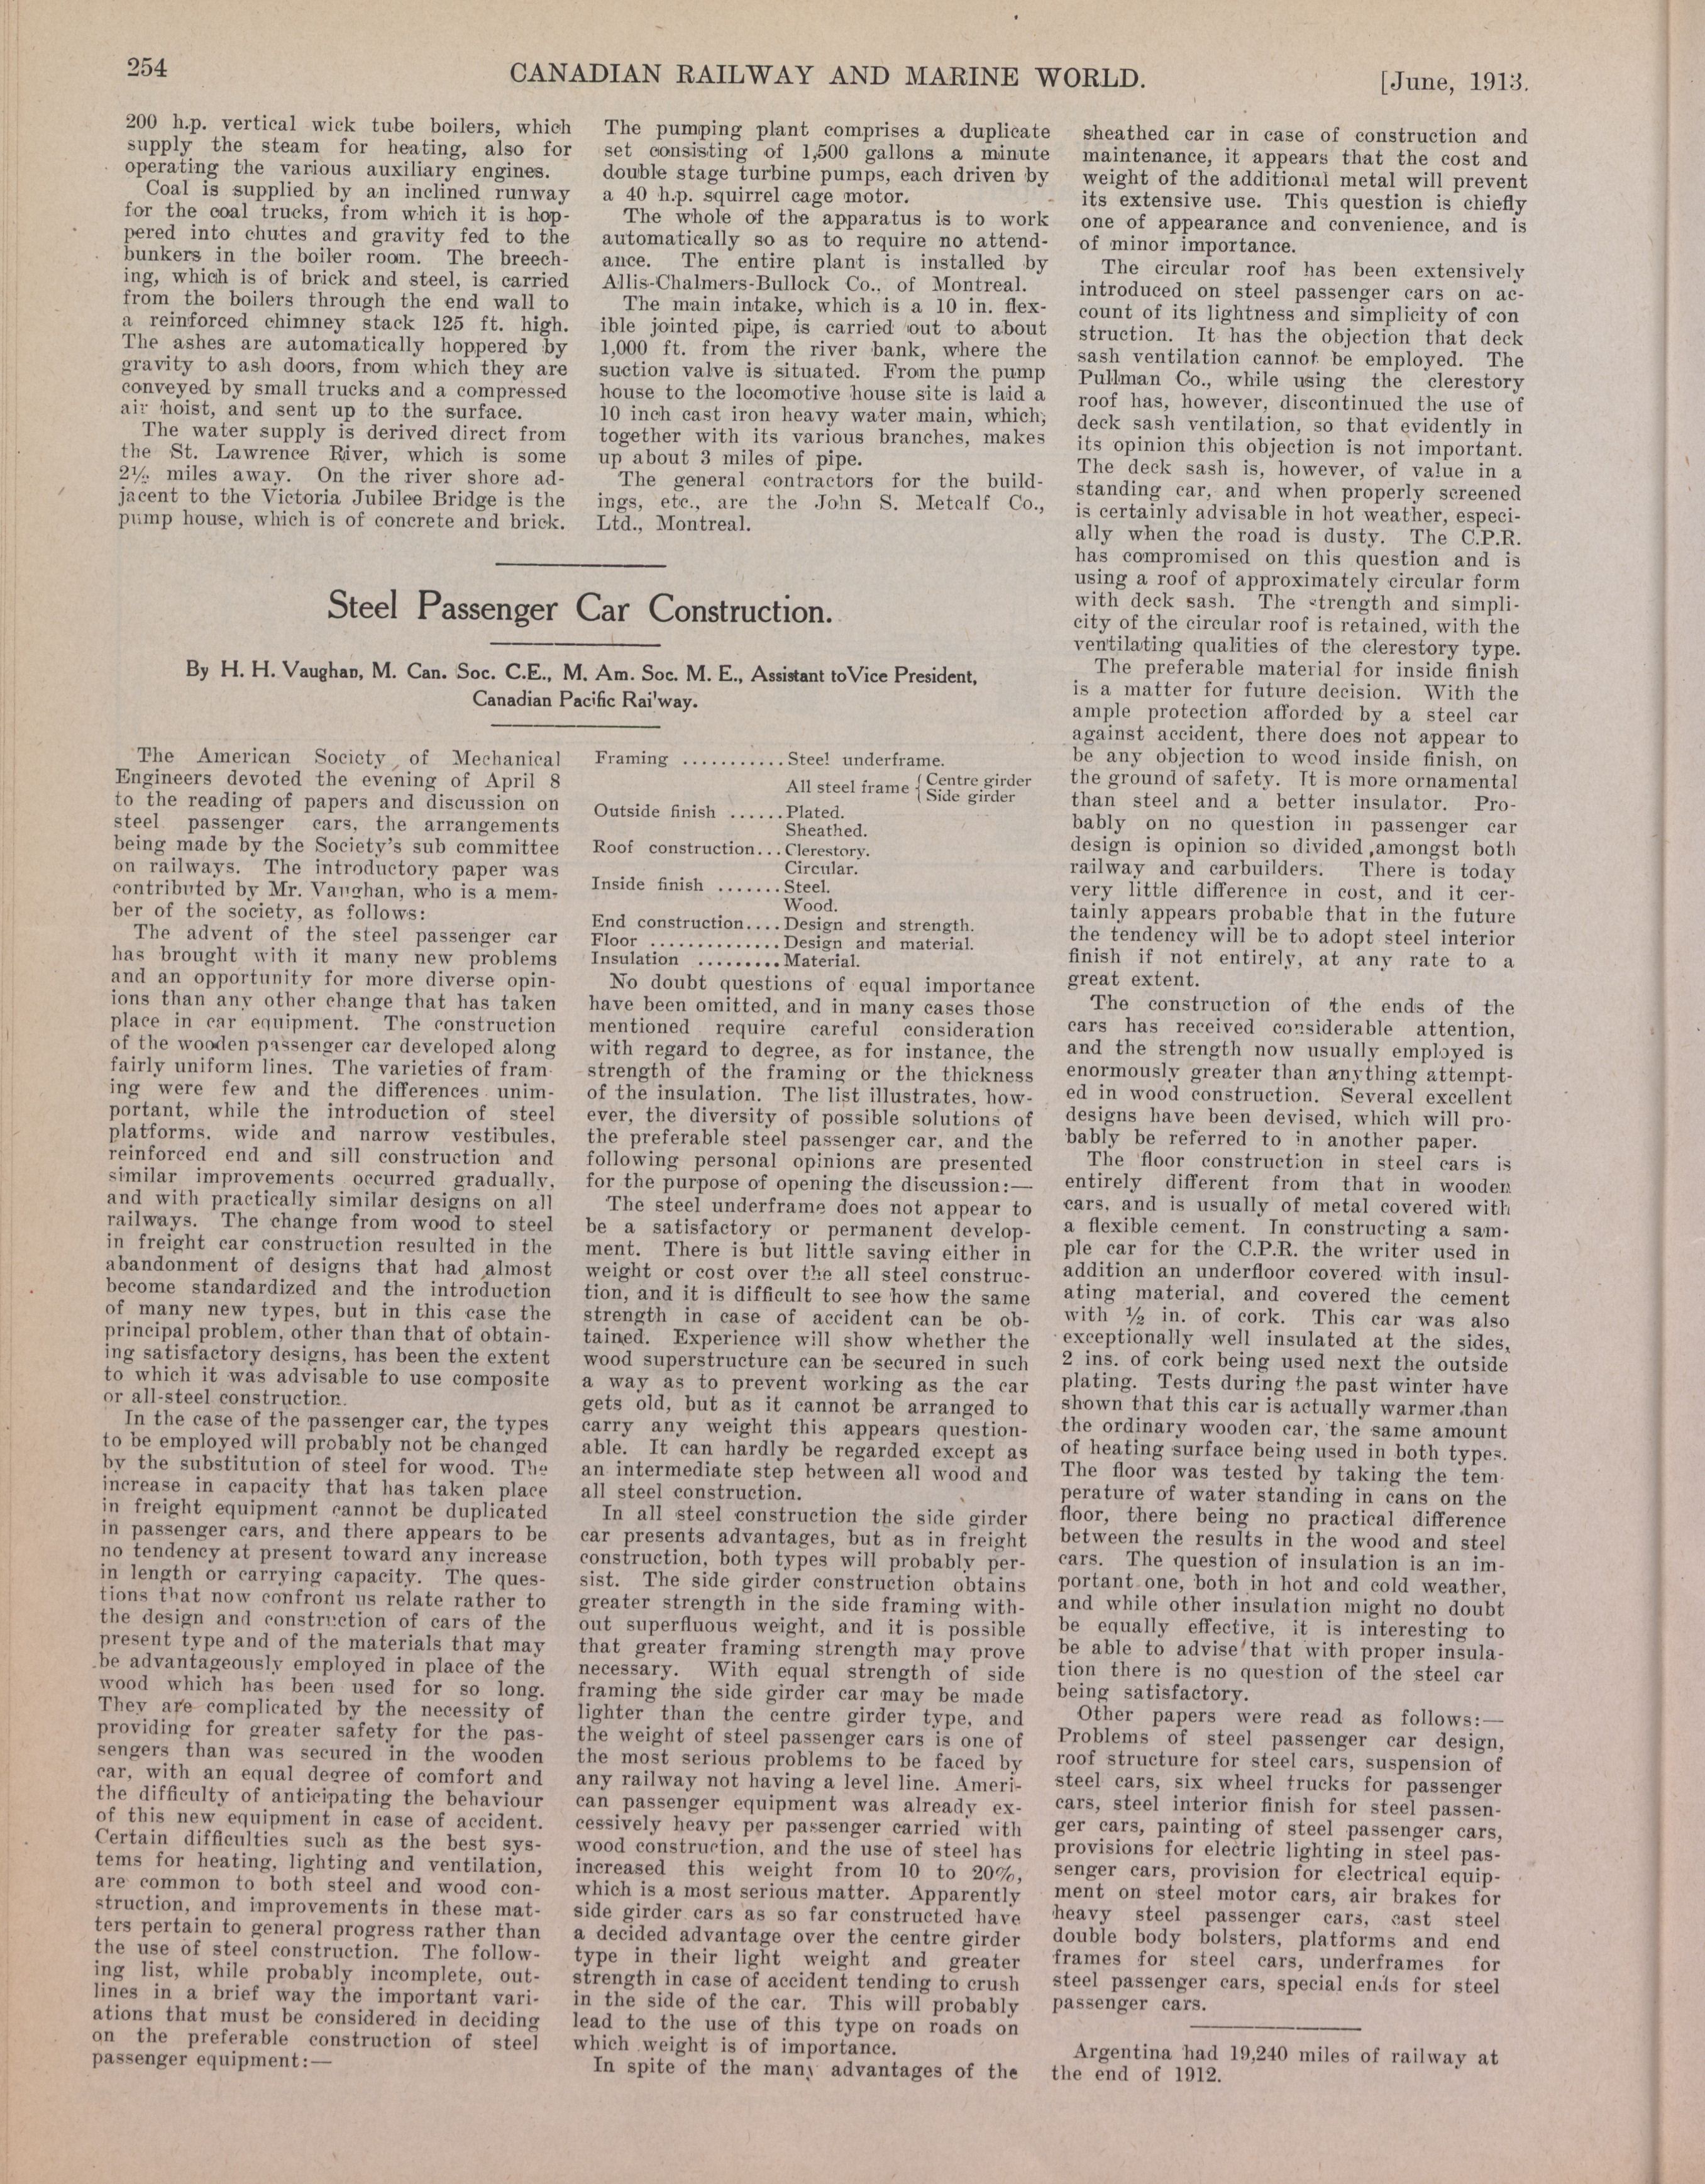 254
CANADIAN RAILWAY AND MARINE WORLD.
[June, 1913.
200 h.p. vertical wick tube boilers, which
supply the steam for heating, also for
operating the various auxiliary engines.
Coal is supplied by an inclined runway
for the coal trucks, from which it is hop-
pered into chutes and gravity fed to the
bunkers in the boiler room. The breech-
ing, which is of brick and steel, is carried
from the boilers through the end wall to
a reinforced chimney stack 125 ft. high.
The ashes are automatically hoppered by
gravity to ash doors, from which they are
conveyed by small trucks and a compressed
air hoist, and sent up to the surface.
The water supply is derived direct from
the St. Lawrence River, which is some
2½ miles away. On the river shore ad-
jacent to the Victoria Jubilee Bridge is the
pump house, which is of concrete and brick.
The pumping plant comprises a duplicate
set consisting of 1,500 gallons a minute
double stage turbine pumps, each driven by
a 40 h.p. squirrel cage motor.
The whole of the apparatus is to work
automatically so as to require no attend-
ance. The entire plant is installed by
Allis-Chalmers-Bullock Co., of Montreal.
The main intake, which is a 10 in. flex-
ible jointed pipe, is carried out to about
1,000 ft. from the river bank, where the
suction valve is situated. From the pump
house to the locomotive house site is laid a
10 inch cast iron heavy water main, which,
together with its various branches, makes
up about 3 miles of pipe.
The general contractors for the build-
ings, etc., are the John S. Metcalf Co.,
Ltd., Montreal.
Steel Passenger Car Construction.
By H. H. Vaughan, M. Can. Soc. C.E., M. Am. Soc. M. E., Assistant to Vice President,
Canadian Pacific Rai'way.
The American Society of Mechanical
Engineers devoted the evening of April 8
to the reading of papers and discussion on
steel passenger cars, the arrangements
being made by the Society's sub committee
on railways. The introductory paper was
contributed by Mr. Vaughan, who is a mem-
ber of the society, as follows:
The advent of the steel passenger car
has brought with it many new problems
and an opportunity for more diverse opin-
ions than any other change that has taken
place in car equipment. The construction
of the wooden passenger car developed along
fairly uniform lines. The varieties of fram-
ing were few and the differences unim-
portant, while the introduction of steel
platforms, wide and narrow vestibules,
reinforced end and sill construction and
similar improvements occurred gradually,
and with practically similar designs on all
railways. The change from wood to steel
in freight car construction resulted in the
abandonment of designs that had almost
become standardized and the introduction
of many new types, but in this case the
principal problem, other than that of obtain-
ing satisfactory designs, has been the extent
to which it was advisable to use composite
or all-steel construction.
In the case of the passenger car, the types
to be employed will probably not be changed
by the substitution of steel for wood. The
increase in capacity that has taken place
in freight equipment cannot be duplicated
in passenger cars, and there appears to be
no tendency at present toward any increase
in length or carrying capacity. The ques-
tions that now confront us relate rather to
the design and construction of cars of the
present type and of the materials that may
be advantageously employed in place of the
wood which has been used for so long.
They are complicated by the necessity of
providing for greater safety for the pas-
sengers than was secured in the wooden
car, with an equal degree of comfort and
the difficulty of anticipating the behaviour
of this new equipment in case of accident.
Certain difficulties such as the best sys-
tems for heating, lighting and ventilation,
are common to both steel and wood con-
struction, and improvements in these mat-
ters pertain to general progress rather than
the use of steel construction. The follow-
ing list, while probably incomplete, out-
lines in a brief way the important vari-
ations that must be considered in deciding
on the preferable construction of steel
passenger equipment:—
Framing ........... Steel underframe.
All steel frame { Centre girder
{ Side girder
Outside finish ...... Plated.
Sheathed.
Roof construction... Clerestory.
Circular.
Inside finish ....... Steel.
Wood.
End construction.... Design and strength.
Floor .............. Design and material.
Insulation ......... Material.
No doubt questions of equal importance
have been omitted, and in many cases those
mentioned require careful consideration
with regard to degree, as for instance, the
strength of the framing or the thickness
of the insulation. The list illustrates, how-
ever, the diversity of possible solutions of
the preferable steel passenger car, and the
following personal opinions are presented
for the purpose of opening the discussion:—
The steel underframe does not appear to
be a satisfactory or permanent develop-
ment. There is but little saving either in
weight or cost over the all steel construc-
tion, and it is difficult to see how the same
strength in case of accident can be ob-
tained. Experience will show whether the
wood superstructure can be secured in such
a way as to prevent working as the car
gets old, but as it cannot be arranged to
carry any weight this appears question-
able. It can hardly be regarded except as
an intermediate step between all wood and
all steel construction.
In all steel construction the side girder
car presents advantages, but as in freight
construction, both types will probably per-
sist. The side girder construction obtains
greater strength in the side framing with-
out superfluous weight, and it is possible
that greater framing strength may prove
necessary. With equal strength of side
framing the side girder car may be made
lighter than the centre girder type, and
the weight of steel passenger cars is one of
the most serious problems to be faced by
any railway not having a level line. Ameri-
can passenger equipment was already ex-
cessively heavy per passenger carried with
wood construction, and the use of steel has
increased this weight from 10 to 20%,
which is a most serious matter. Apparently
side girder cars as so far constructed have
a decided advantage over the centre girder
type in their light weight and greater
strength in case of accident tending to crush
in the side of the car. This will probably
lead to the use of this type on roads on
which weight is of importance.
In spite of the many advantages of the
sheathed car in case of construction and
maintenance, it appears that the cost and
weight of the additional metal will prevent
its extensive use. This question is chiefly
one of appearance and convenience, and is
of minor importance.
The circular roof has been extensively
introduced on steel passenger cars on ac-
count of its lightness and simplicity of con
struction. It has the objection that deck
sash ventilation cannot be employed. The
Pullman Co., while using the clerestory
roof has, however, discontinued the use of
deck sash ventilation, so that evidently in
its opinion this objection is not important.
The deck sash is, however, of value in a
standing car, and when properly screened
is certainly advisable in hot weather, especi-
ally when the road is dusty. The C.P.R.
has compromised on this question and is
using a roof of approximately circular form
with deck sash. The strength and simpli-
city of the circular roof is retained, with the
ventilating qualities of the clerestory type.
The preferable material for inside finish
is a matter for future decision. With the
ample protection afforded by a steel car
against accident, there does not appear to
be any objection to wood inside finish, on
the ground of safety. It is more ornamental
than steel and a better insulator. Pro-
bably on no question in passenger car
design is opinion so divided amongst both
railway and carbuilders. There is today
very little difference in cost, and it cer-
tainly appears probable that in the future
the tendency will be to adopt steel interior
finish if not entirely, at any rate to a
great extent.
The construction of the ends of the
cars has received considerable attention,
and the strength now usually employed is
enormously greater than anything attempt-
ed in wood construction. Several excellent
designs have been devised, which will pro-
bably be referred to in another paper.
The floor construction in steel cars is
entirely different from that in wooden
cars, and is usually of metal covered with
a flexible cement. In constructing a sam-
ple car for the C.P.R. the writer used in
addition an underfloor covered with insul-
ating material, and covered the cement
with ½ in. of cork. This car was also
exceptionally well insulated at the sides,
2 ins. of cork being used next the outside
plating. Tests during the past winter have
shown that this car is actually warmer than
the ordinary wooden car, the same amount
of heating surface being used in both types.
The floor was tested by taking the tem-
perature of water standing in cans on the
floor, there being no practical difference
between the results in the wood and steel
cars. The question of insulation is an im-
portant one, both in hot and cold weather,
and while other insulation might no doubt
be equally effective, it is interesting to
be able to advise that with proper insula-
tion there is no question of the steel car
being satisfactory.
Other papers were read as follows:—
Problems of steel passenger car design,
roof structure for steel cars, suspension of
steel cars, six wheel trucks for passenger
cars, steel interior finish for steel passen-
ger cars, painting of steel passenger cars,
provisions for electric lighting in steel pas-
senger cars, provision for electrical equip-
ment on steel motor cars, air brakes for
heavy steel passenger cars, cast steel
double body bolsters, platforms and end
frames for steel cars, underframes for
steel passenger cars, special ends for steel
passenger cars.
Argentina had 19,240 miles of railway at
the end of 1912.